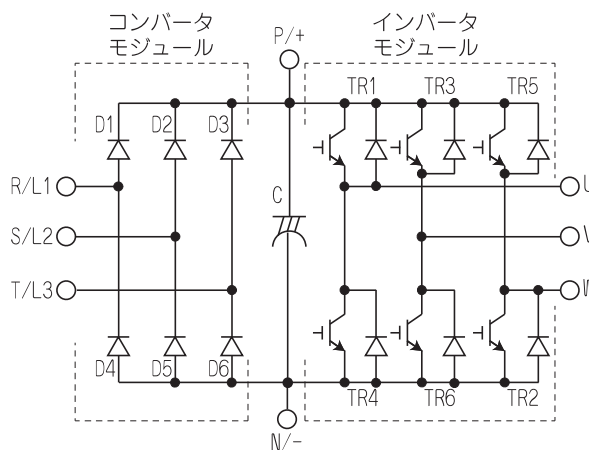 コンバータ
モジュール
インバータ
モジュール
P/+
TR1
TR3
TR5
D1
D2
D3
R/L1
S/L2
T/L3
C
U
V
W
D4
D5
D6
TR4
TR6
TR2
N/-